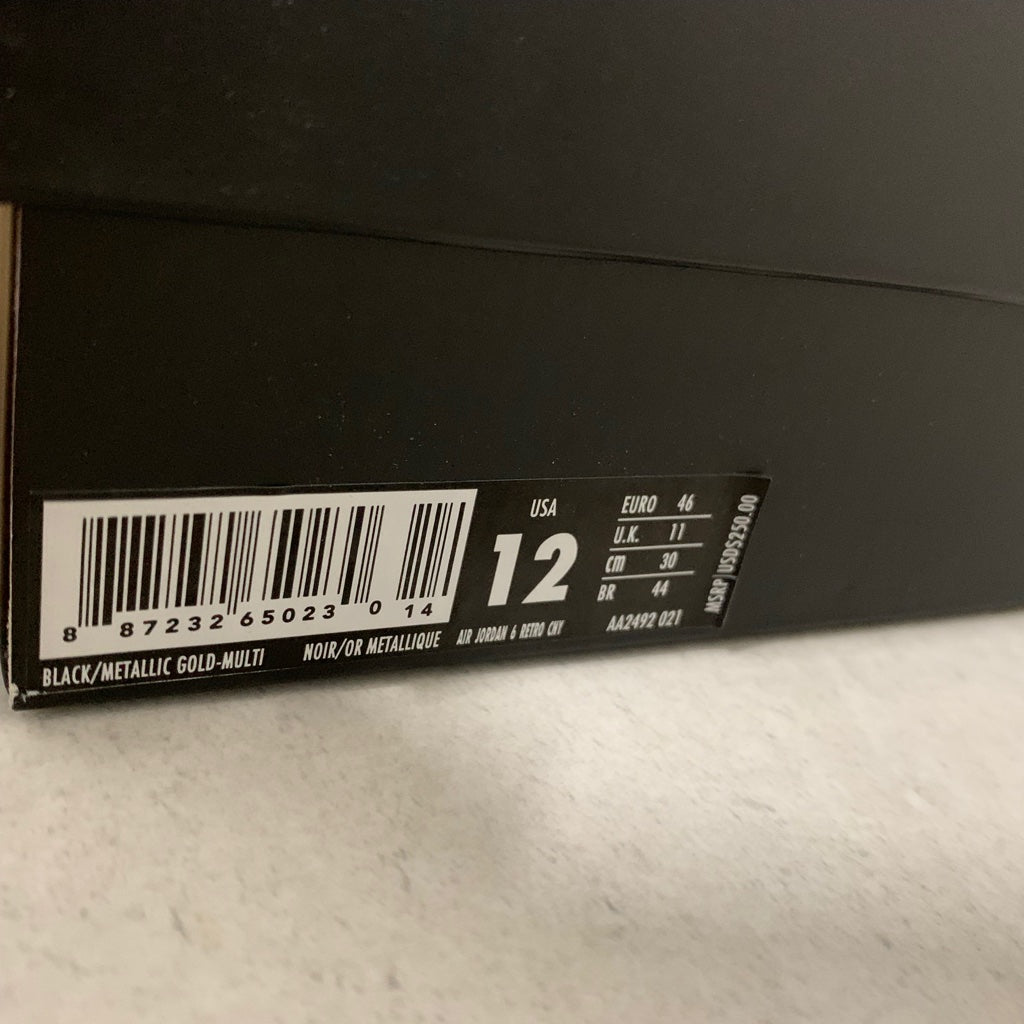 8 87232 65023 0 14
BLACK/METALLIC GOLD-MULTI NOIR/OR METALLIQUE
USA
12
AIR JORDAN 6 RETRO CNY
EURO 46
U.K. 11
CM 30
BR 44
AA2492 021
MSRP/USD$250.00